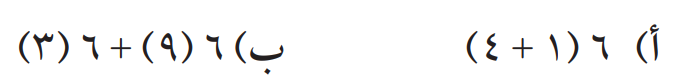 أ) ٦ (١ + ٤) ب) ٦ (٩) + ٦ (٣)